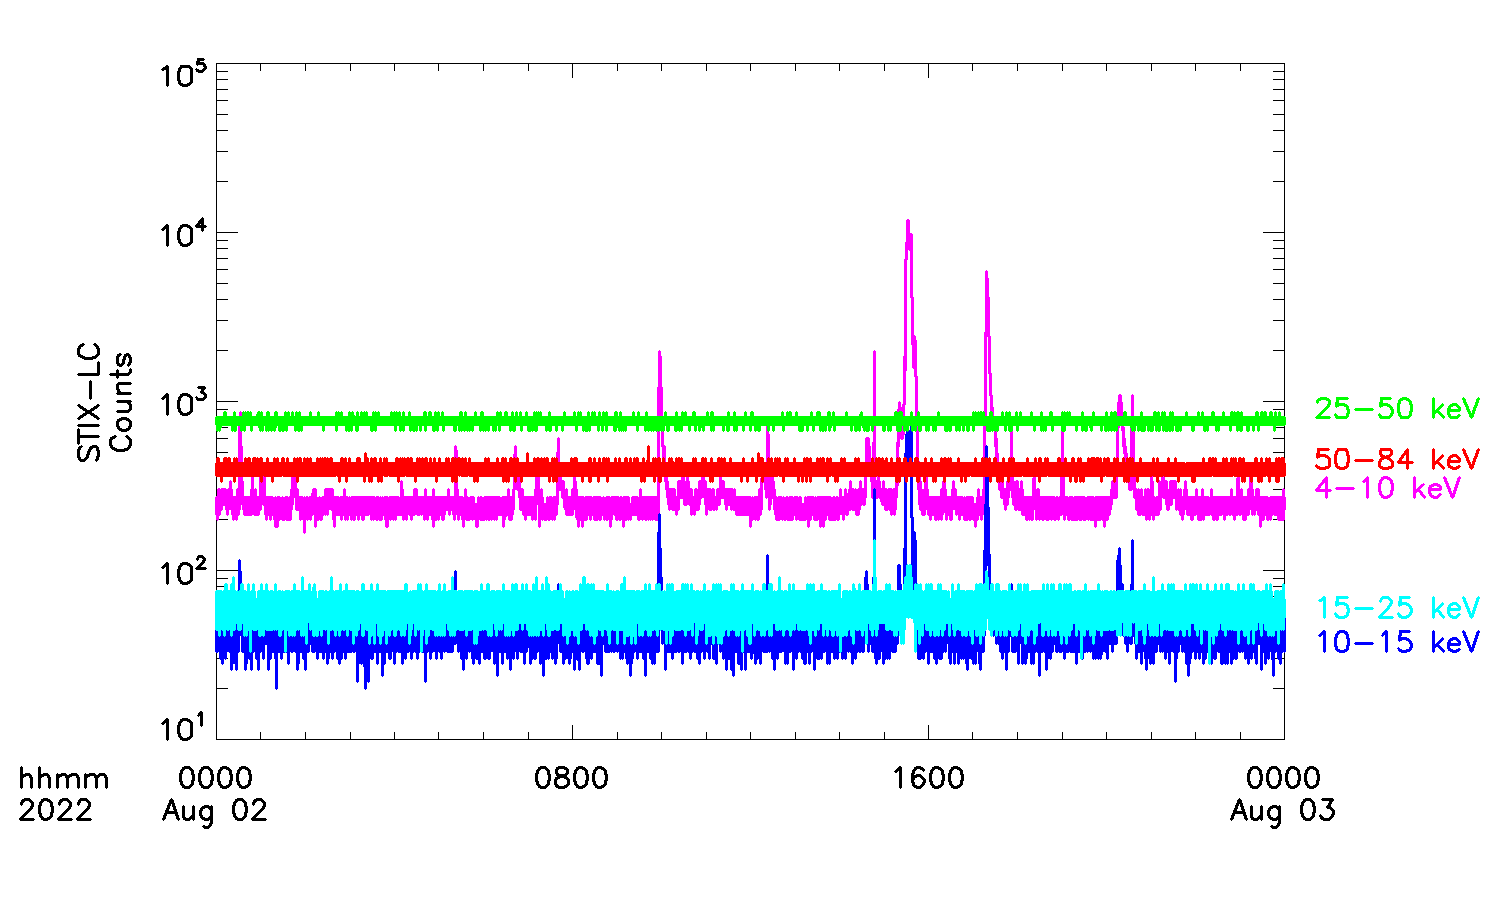 10^5
10^4
10^3
10^2
10^1
STIX-LC
Counts
25-50 keV
50-84 keV
4-10 keV
15-25 keV
10-15 keV
hhmm 0000 0800 1600 0000
2022 Aug 02 Aug 03